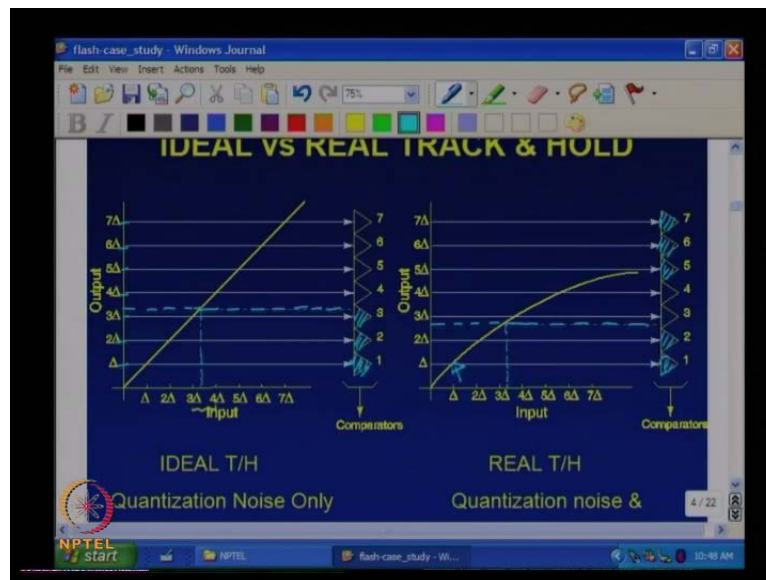 flash-case_study - Windows Journal
File Edit View Insert Actions Tools Help
75%
B I
IDEAL Vs REAL TRACK & HOLD
7Δ
6Δ
5Δ
4Δ
3Δ
2Δ
Δ
Output
7
6
5
4
3
2
1
Δ 2Δ 3Δ 4Δ 5Δ 6Δ 7Δ
Input
Comparators
IDEAL T/H
Quantization Noise Only
7Δ
6Δ
5Δ
4Δ
3Δ
2Δ
Δ
Output
7
6
5
4
3
2
1
Δ 2Δ 3Δ 4Δ 5Δ 6Δ 7Δ
Input
Comparators
REAL T/H
Quantization noise &
4 / 22
NPTEL
start
NPTEL
flash-case_study - Wi...
10:48 AM